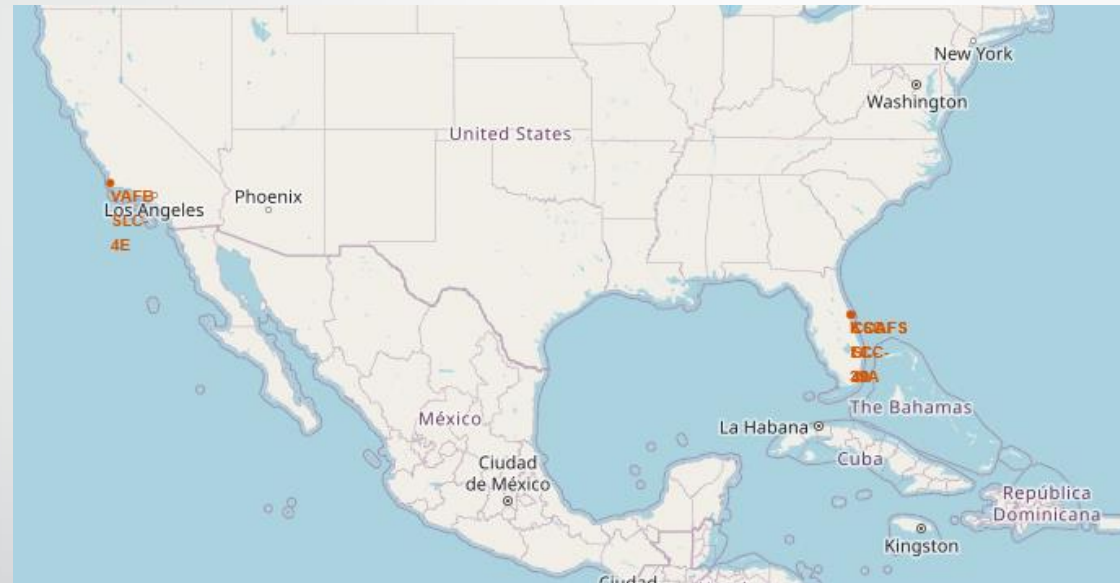 New York
Washington
United States
Phoenix
VAFB
Los Angeles
SLC-
4E
The Bahamas
México
La Habana
Cuba
Ciudad
de México
República
Dominicana
Kingston
Ciudad